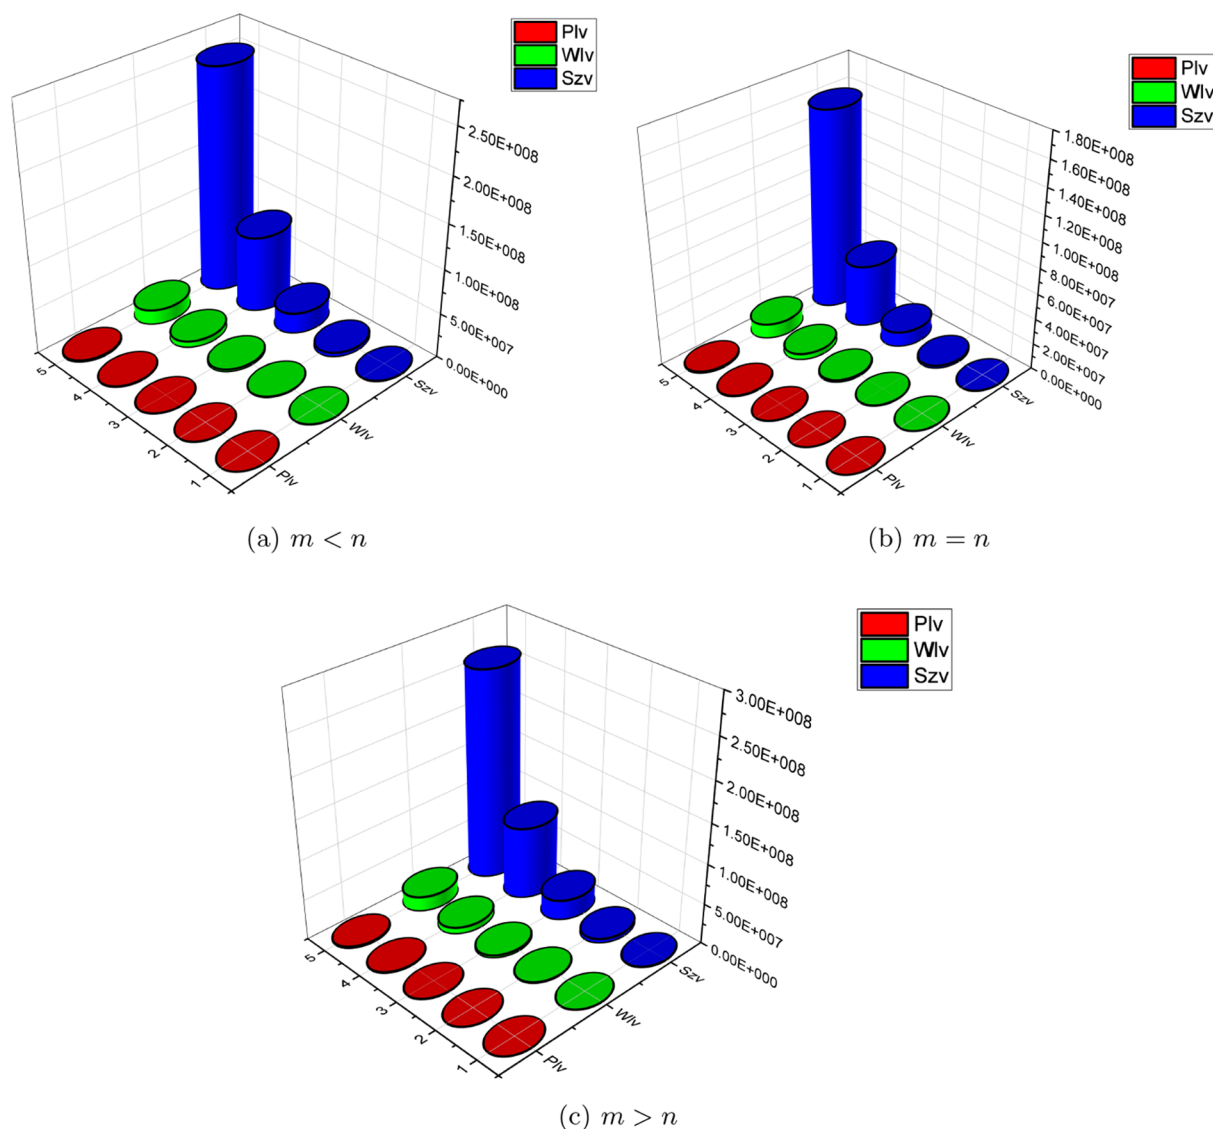 Plv
Wlv
Szv
2.50E+008
2.00E+008
1.50E+008
1.00E+008
5.00E+007
0.00E+000
5
4
3
2
1
Plv
Wlv
Szv
(a) m < n
Plv
Wlv
Szv
1.80E+008
1.60E+008
1.40E+008
1.20E+008
1.00E+008
8.00E+007
6.00E+007
4.00E+007
2.00E+007
0.00E+000
5
4
3
2
1
Plv
Wlv
Szv
(b) m = n
Plv
Wlv
Szv
3.00E+008
2.50E+008
2.00E+008
1.50E+008
1.00E+008
5.00E+007
0.00E+000
5
4
3
2
1
Plv
Wlv
Szv
(c) m > n